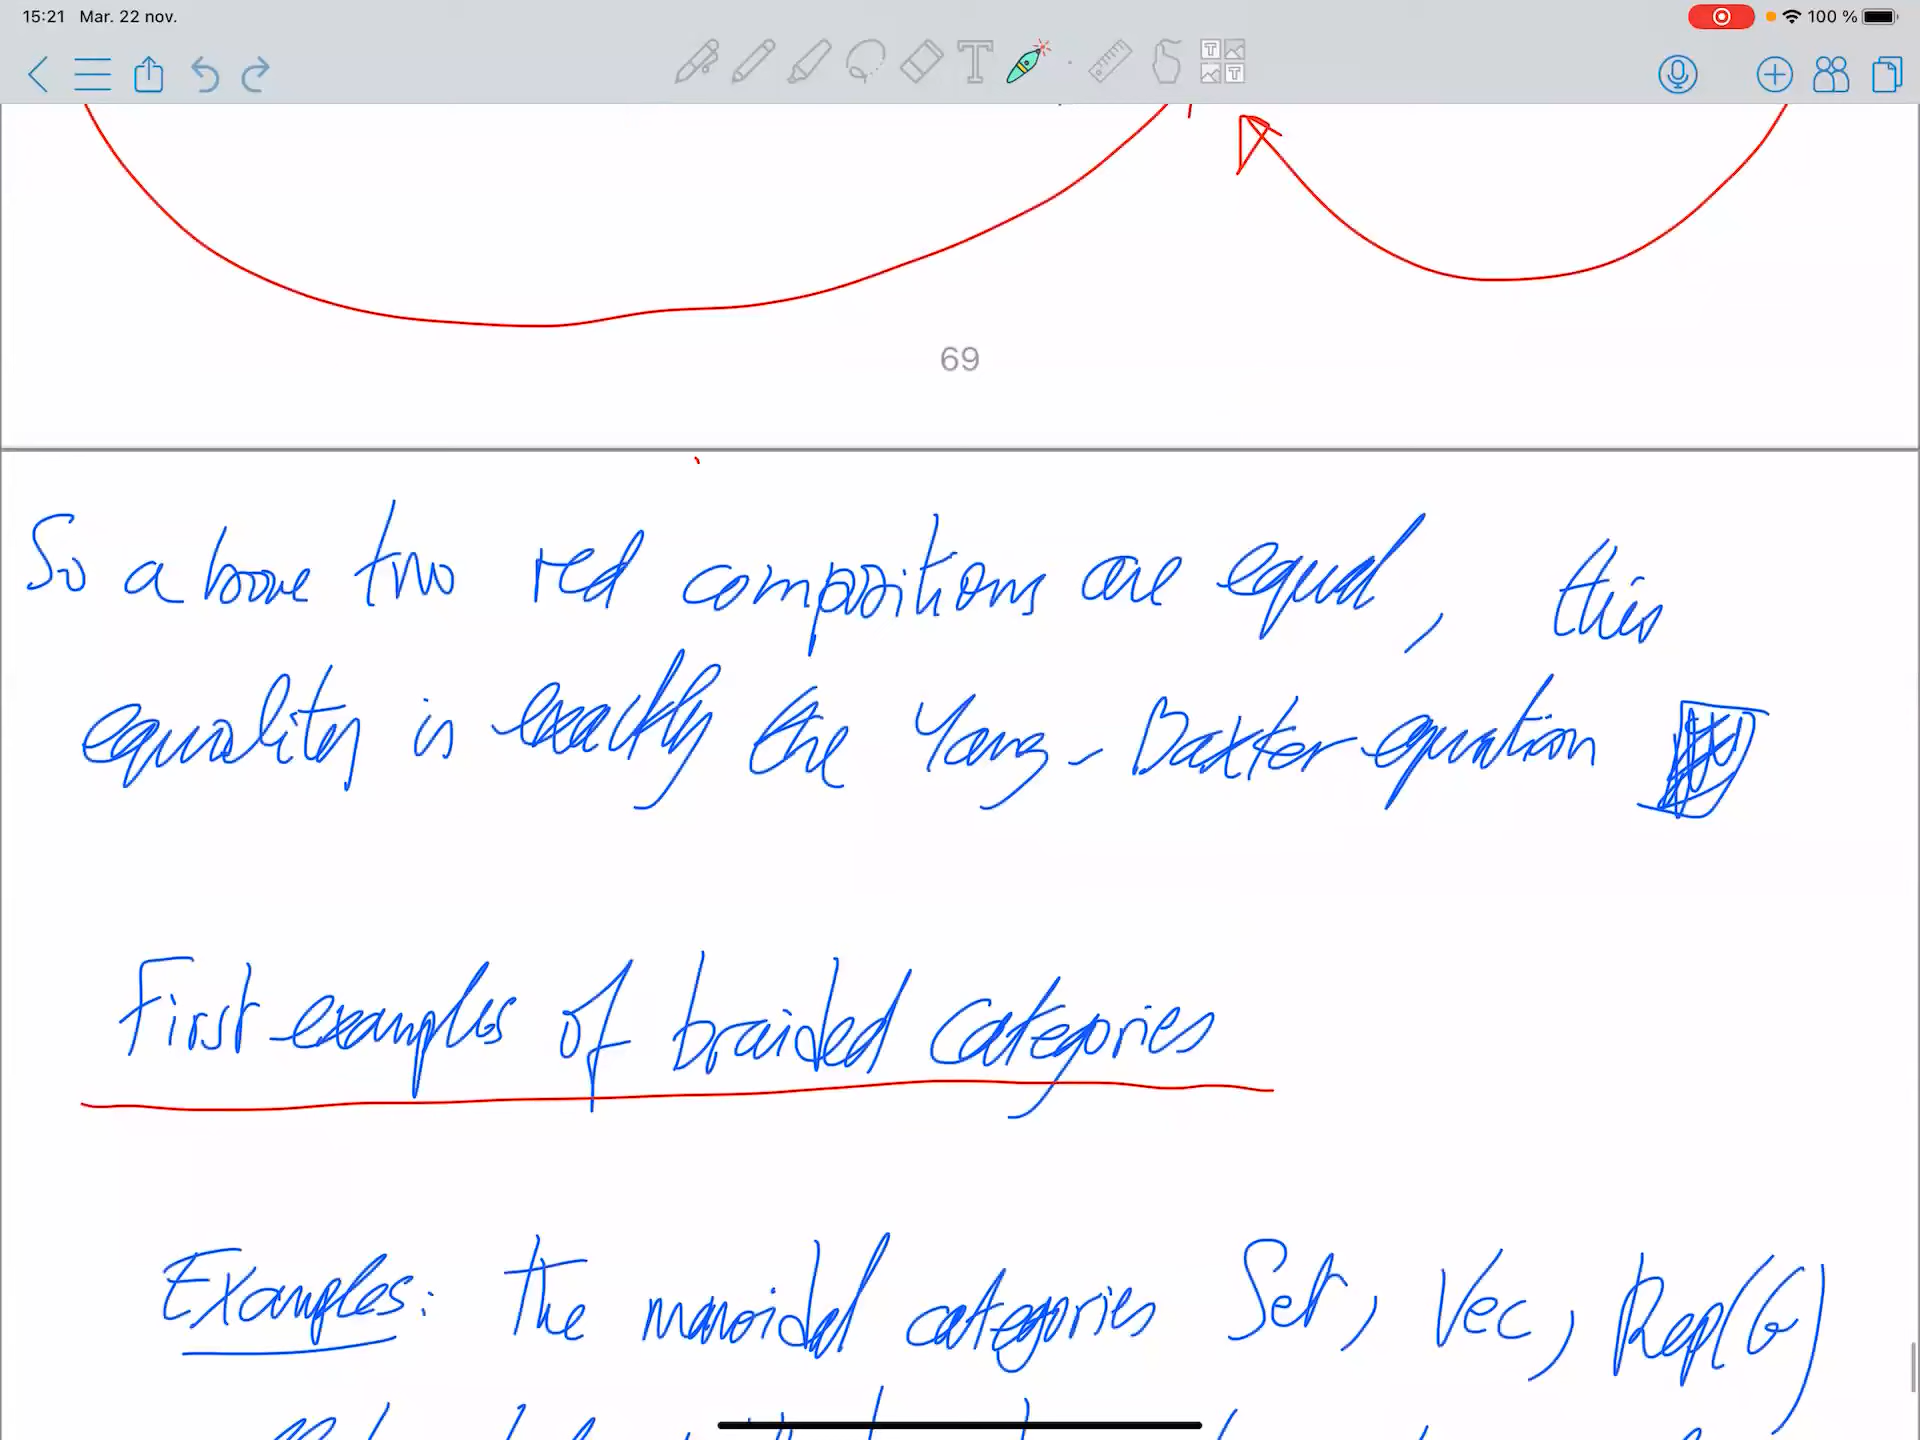 15:21 Mar. 22 nov. 100 %
69
So above two red compositions are equal, this
equality is exactly the Yang-Baxter equation
First examples of braided categories
Examples: the monoidal categories Set, Vec, Rep(G)